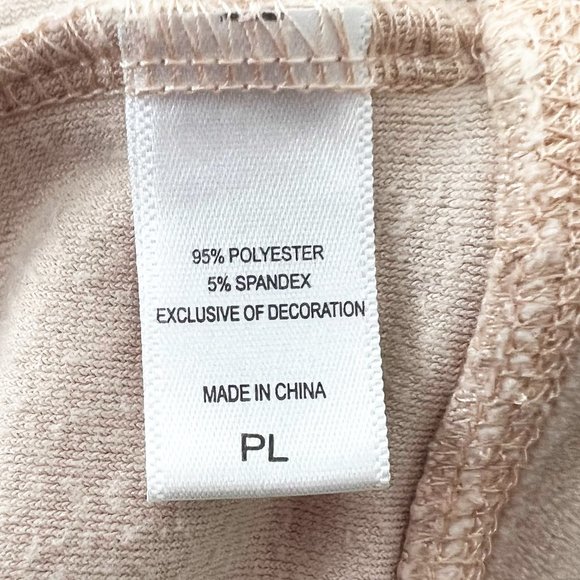 95% POLYESTER
5% SPANDEX
EXCLUSIVE OF DECORATION
MADE IN CHINA
PL